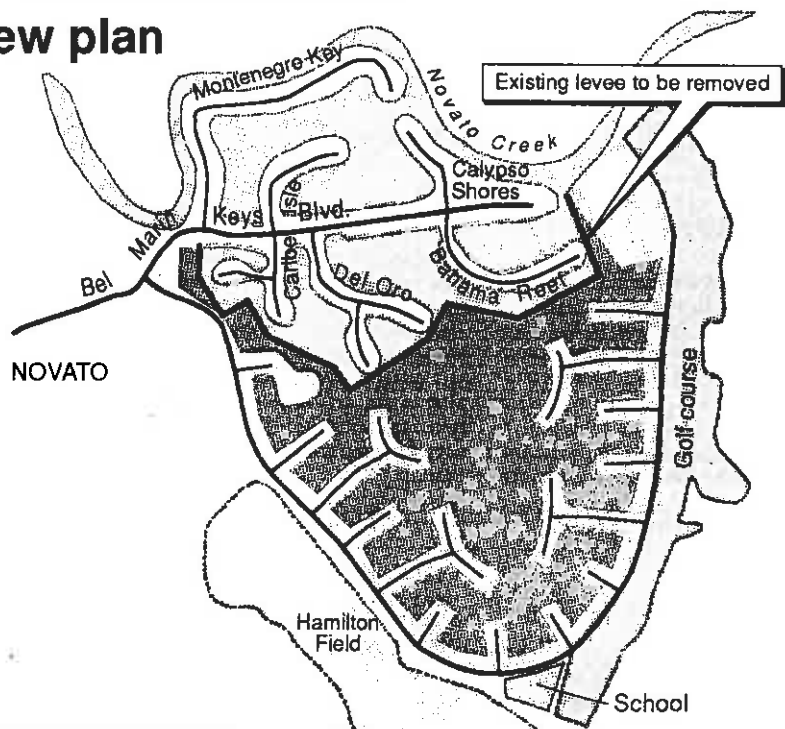 ew plan
Montenegro Key
Novato Creek
Existing levee to be removed
Calypso
Shores
Bel Marin Keys Blvd.
Caribe Isle
Del Oro
Bahama Reef
NOVATO
Golf course
Hamilton
Field
School